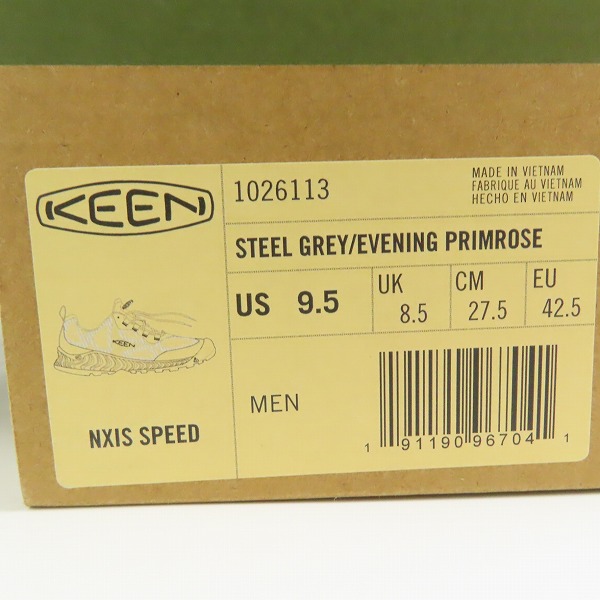 KEEN
1026113
MADE IN VIETNAM
FABRIQUE AU VIETNAM
HECHO EN VIETNAM
STEEL GREY/EVENING PRIMROSE
US 9.5
UK 8.5
CM 27.5
EU 42.5
KEEN
NXIS SPEED
MEN
1 91190 96704 1